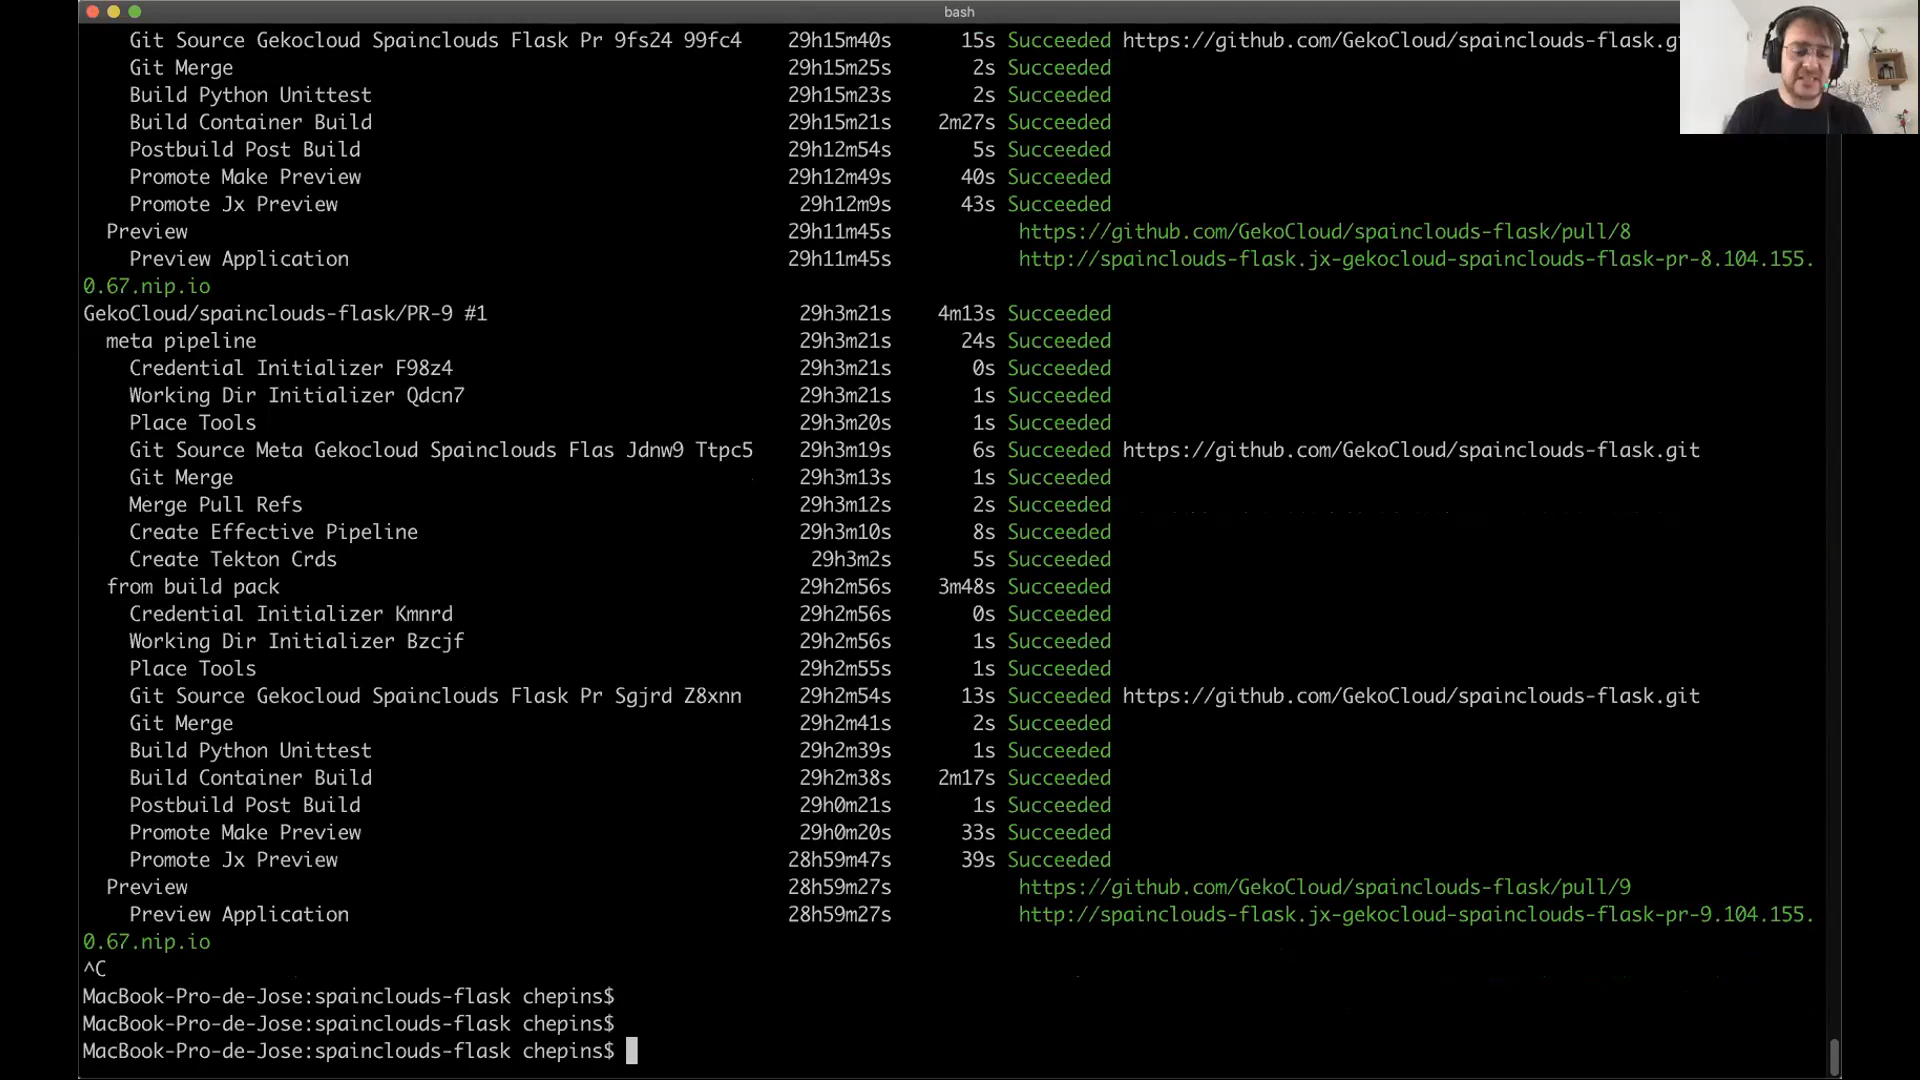 bash
Git Source Gekocloud Spainclouds Flask Pr 9fs24 99fc4 29h15m40s 15s Succeeded https://github.com/GekoCloud/spainclouds-flask.gi
Git Merge 29h15m25s 2s Succeeded
Build Python Unittest 29h15m23s 2s Succeeded
Build Container Build 29h15m21s 2m27s Succeeded
Postbuild Post Build 29h12m54s 5s Succeeded
Promote Make Preview 29h12m49s 40s Succeeded
Promote Jx Preview 29h12m9s 43s Succeeded
Preview 29h11m45s https://github.com/GekoCloud/spainclouds-flask/pull/8
Preview Application 29h11m45s http://spainclouds-flask.jx-gekocloud-spainclouds-flask-pr-8.104.155.
0.67.nip.io
GekoCloud/spainclouds-flask/PR-9 #1 29h3m21s 4m13s Succeeded
meta pipeline 29h3m21s 24s Succeeded
Credential Initializer F98z4 29h3m21s 0s Succeeded
Working Dir Initializer Qdcn7 29h3m21s 1s Succeeded
Place Tools 29h3m20s 1s Succeeded
Git Source Meta Gekocloud Spainclouds Flas Jdnw9 Ttpc5 29h3m19s 6s Succeeded https://github.com/GekoCloud/spainclouds-flask.git
Git Merge 29h3m13s 1s Succeeded
Merge Pull Refs 29h3m12s 2s Succeeded
Create Effective Pipeline 29h3m10s 8s Succeeded
Create Tekton Crds 29h3m2s 5s Succeeded
from build pack 29h2m56s 3m48s Succeeded
Credential Initializer Kmnrd 29h2m56s 0s Succeeded
Working Dir Initializer Bzcjf 29h2m56s 1s Succeeded
Place Tools 29h2m55s 1s Succeeded
Git Source Gekocloud Spainclouds Flask Pr Sgjrd Z8xnn 29h2m54s 13s Succeeded https://github.com/GekoCloud/spainclouds-flask.git
Git Merge 29h2m41s 2s Succeeded
Build Python Unittest 29h2m39s 1s Succeeded
Build Container Build 29h2m38s 2m17s Succeeded
Postbuild Post Build 29h0m21s 1s Succeeded
Promote Make Preview 29h0m20s 33s Succeeded
Promote Jx Preview 28h59m47s 39s Succeeded
Preview 28h59m27s https://github.com/GekoCloud/spainclouds-flask/pull/9
Preview Application 28h59m27s http://spainclouds-flask.jx-gekocloud-spainclouds-flask-pr-9.104.155.
0.67.nip.io
^C
MacBook-Pro-de-Jose:spainclouds-flask chepins$
MacBook-Pro-de-Jose:spainclouds-flask chepins$
MacBook-Pro-de-Jose:spainclouds-flask chepins$